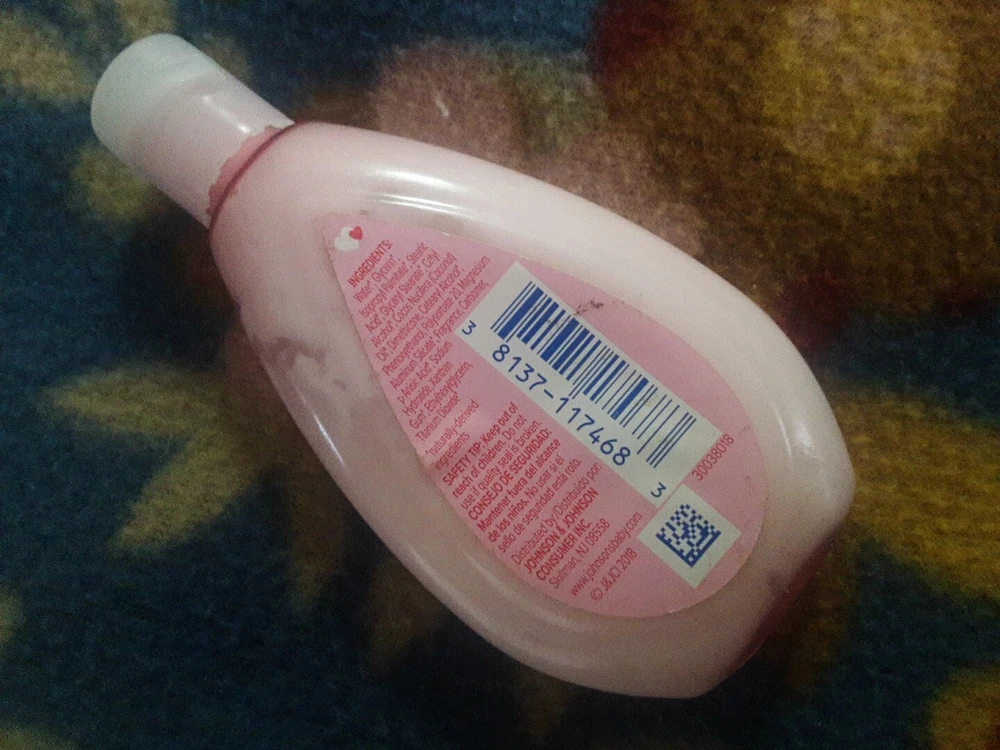 INGREDIENTS:
Water*, Glycerin*,
Isopropyl Palmitate*, Stearic
Acid*, Glyceryl Stearate*, Cetyl
Alcohol*, Cocos Nucifera (Coconut)
Oil*, Dimethicone, Cetearyl Alcohol*,
Phenoxyethanol, Polysorbate 20, Magnesium
Aluminum Silicate*, Fragrance, Carbomer,
p-Anisic Acid*, Sodium
Hydroxide, Xanthan
Gum*, Ethylhexylglycerin,
Titanium Dioxide*
*naturally-derived
ingredients
SAFETY TIP: Keep out of
reach of children. Do not
use if quality seal is broken.
CONSEJO DE SEGURIDAD:
Mantener fuera del alcance
de los niños. No usar si el
sello de seguridad está roto.
Distributed by/Distribuido por:
JOHNSON & JOHNSON
CONSUMER INC.
Skillman, NJ 08558
www.johnsonsbaby.com
© J&JCI 2018
3 8137-117468 3
30038018